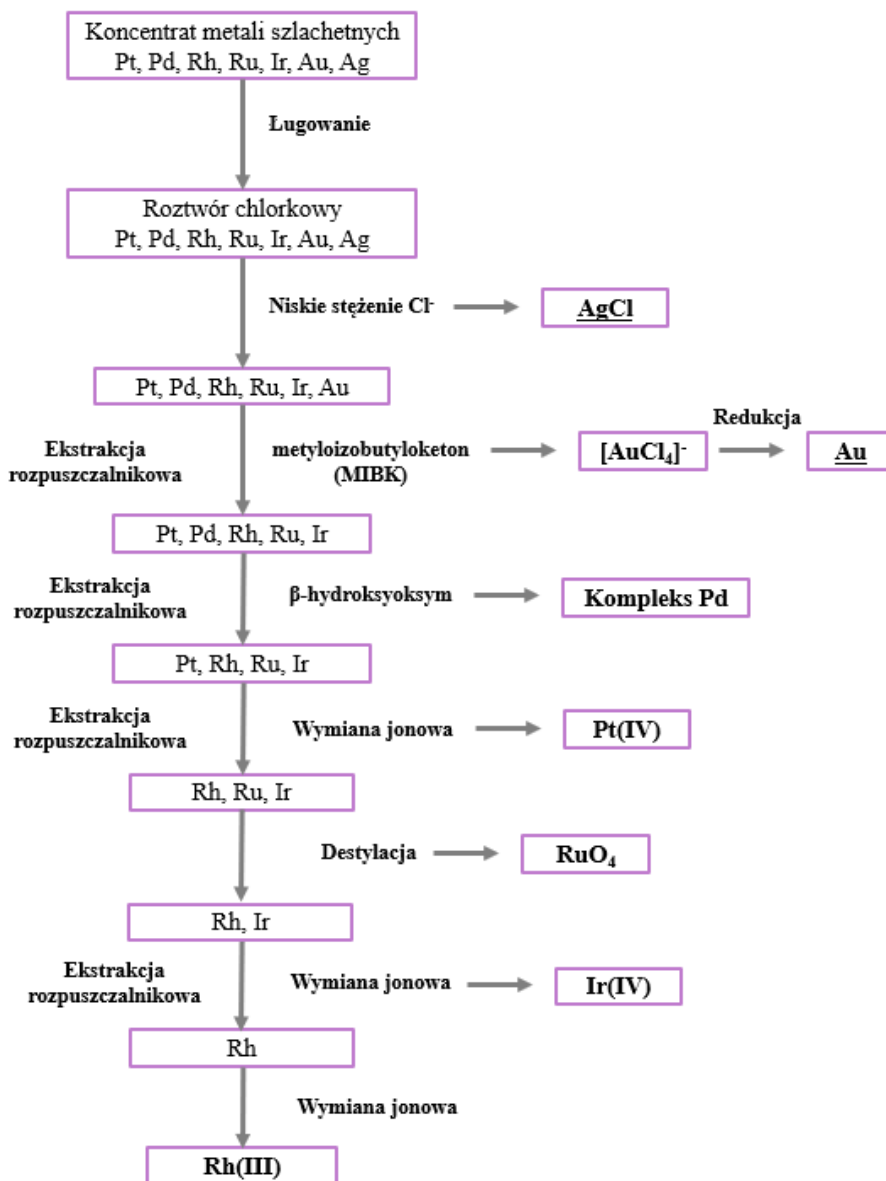 Koncentrat metali szlachetnych
Pt, Pd, Rh, Ru, Ir, Au, Ag
Ługowanie
Roztwór chlorkowy
Pt, Pd, Rh, Ru, Ir, Au, Ag
Niskie stężenie Cl⁻
AgCl
Pt, Pd, Rh, Ru, Ir, Au
Ekstrakcja
rozpuszczalnikowa
metyloizobutyloketon
(MIBK)
[AuCl₄]⁻
Redukcja
Au
Pt, Pd, Rh, Ru, Ir
Ekstrakcja
rozpuszczalnikowa
β-hydroksyoksym
Kompleks Pd
Pt, Rh, Ru, Ir
Ekstrakcja
rozpuszczalnikowa
Wymiana jonowa
Pt(IV)
Rh, Ru, Ir
Destylacja
RuO₄
Rh, Ir
Ekstrakcja
rozpuszczalnikowa
Wymiana jonowa
Ir(IV)
Rh
Wymiana jonowa
Rh(III)